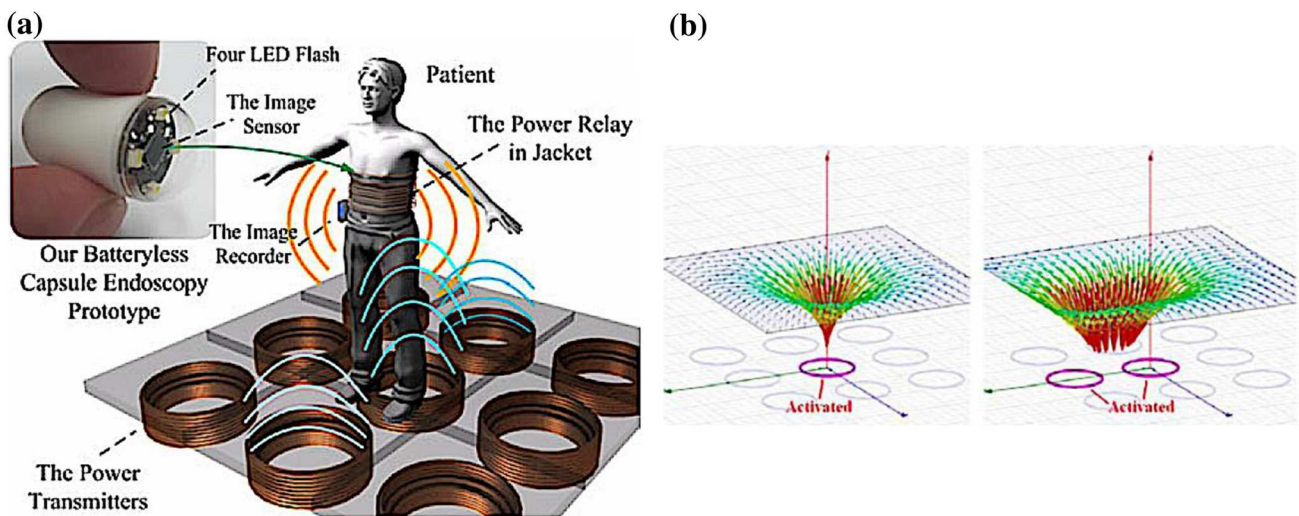 (a)
Four LED Flash
The Image
Sensor
Our Batteryless
Capsule Endoscopy
Prototype
Patient
The Power Relay
in Jacket
The Image
Recorder
The Power
Transmitters
(b)
Activated
Activated